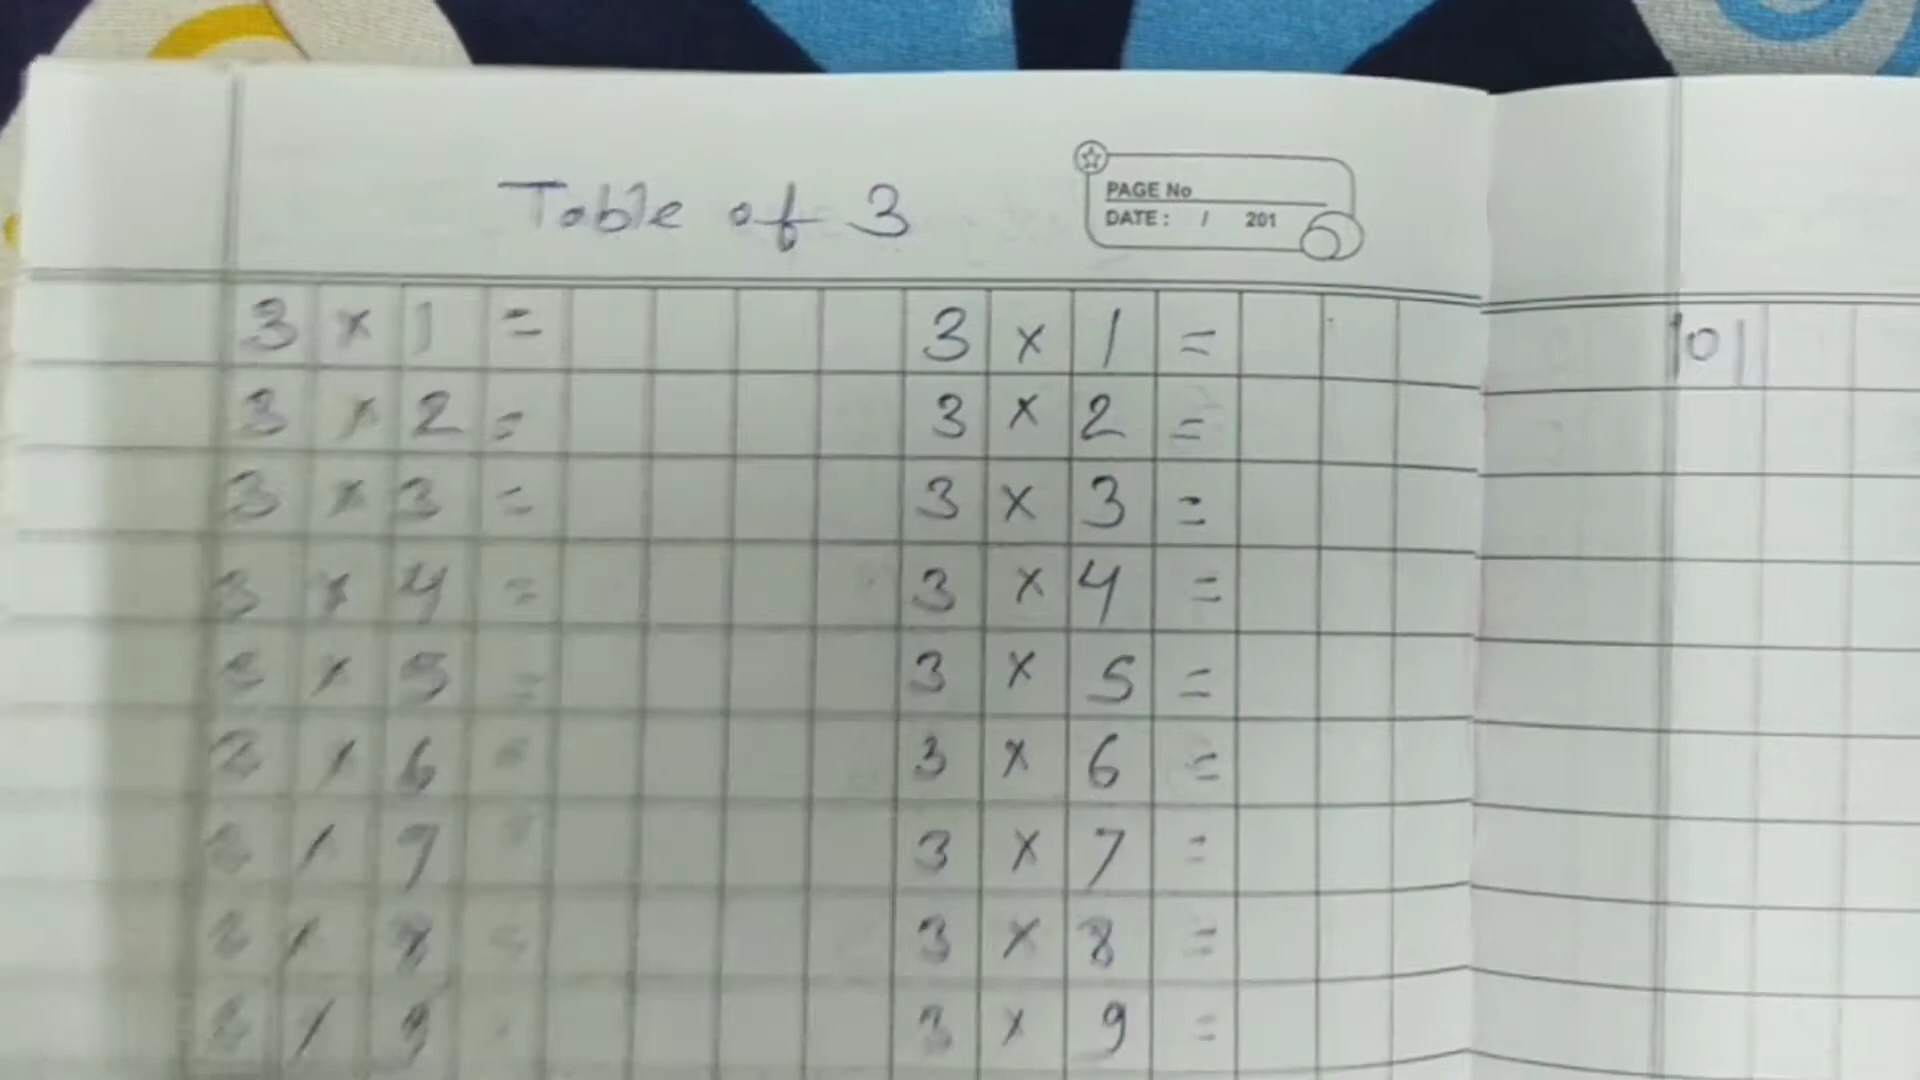 Table of 3
PAGE No
DATE: / 201
3 × 1 = 3 × 1 = 101
3 × 2 = 3 × 2 =
3 × 3 = 3 × 3 =
3 × 4 = 3 × 4 =
3 × 5 = 3 × 5 =
3 × 6 = 3 × 6 =
3 × 7 3 × 7 =
3 × 8 = 3 × 8 =
3 × 9 3 × 9 =